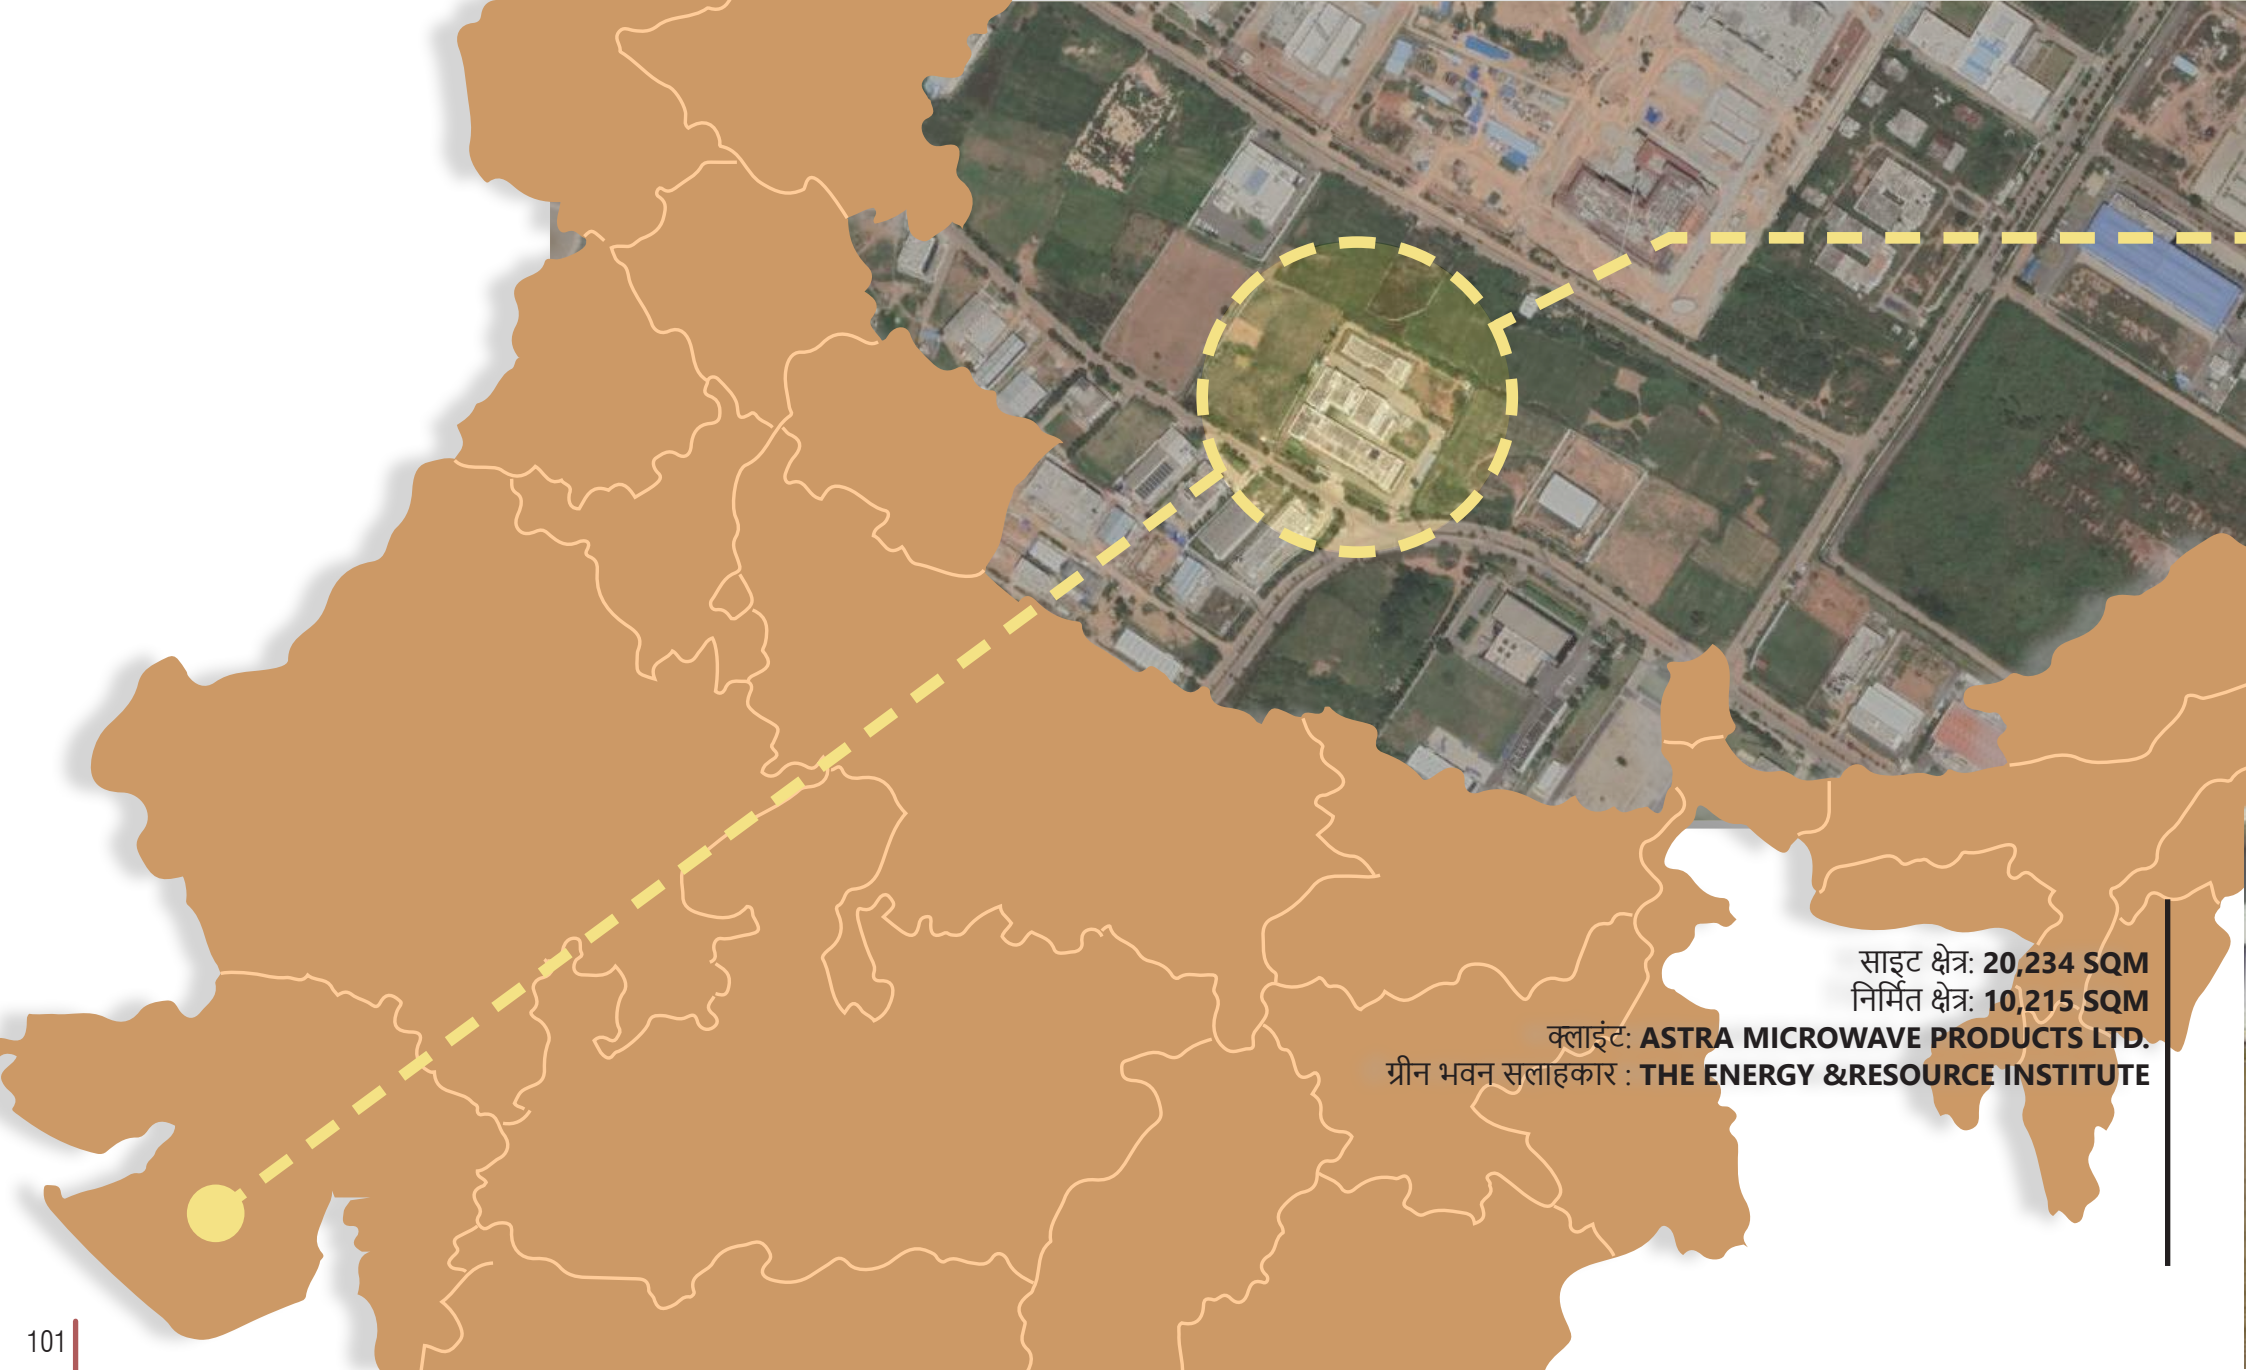 साइट क्षेत्र: 20,234 SQM
निर्मित क्षेत्र: 10,215 SQM
क्लाइंट: ASTRA MICROWAVE PRODUCTS LTD.
ग्रीन भवन सलाहकार : THE ENERGY &RESOURCE INSTITUTE
101